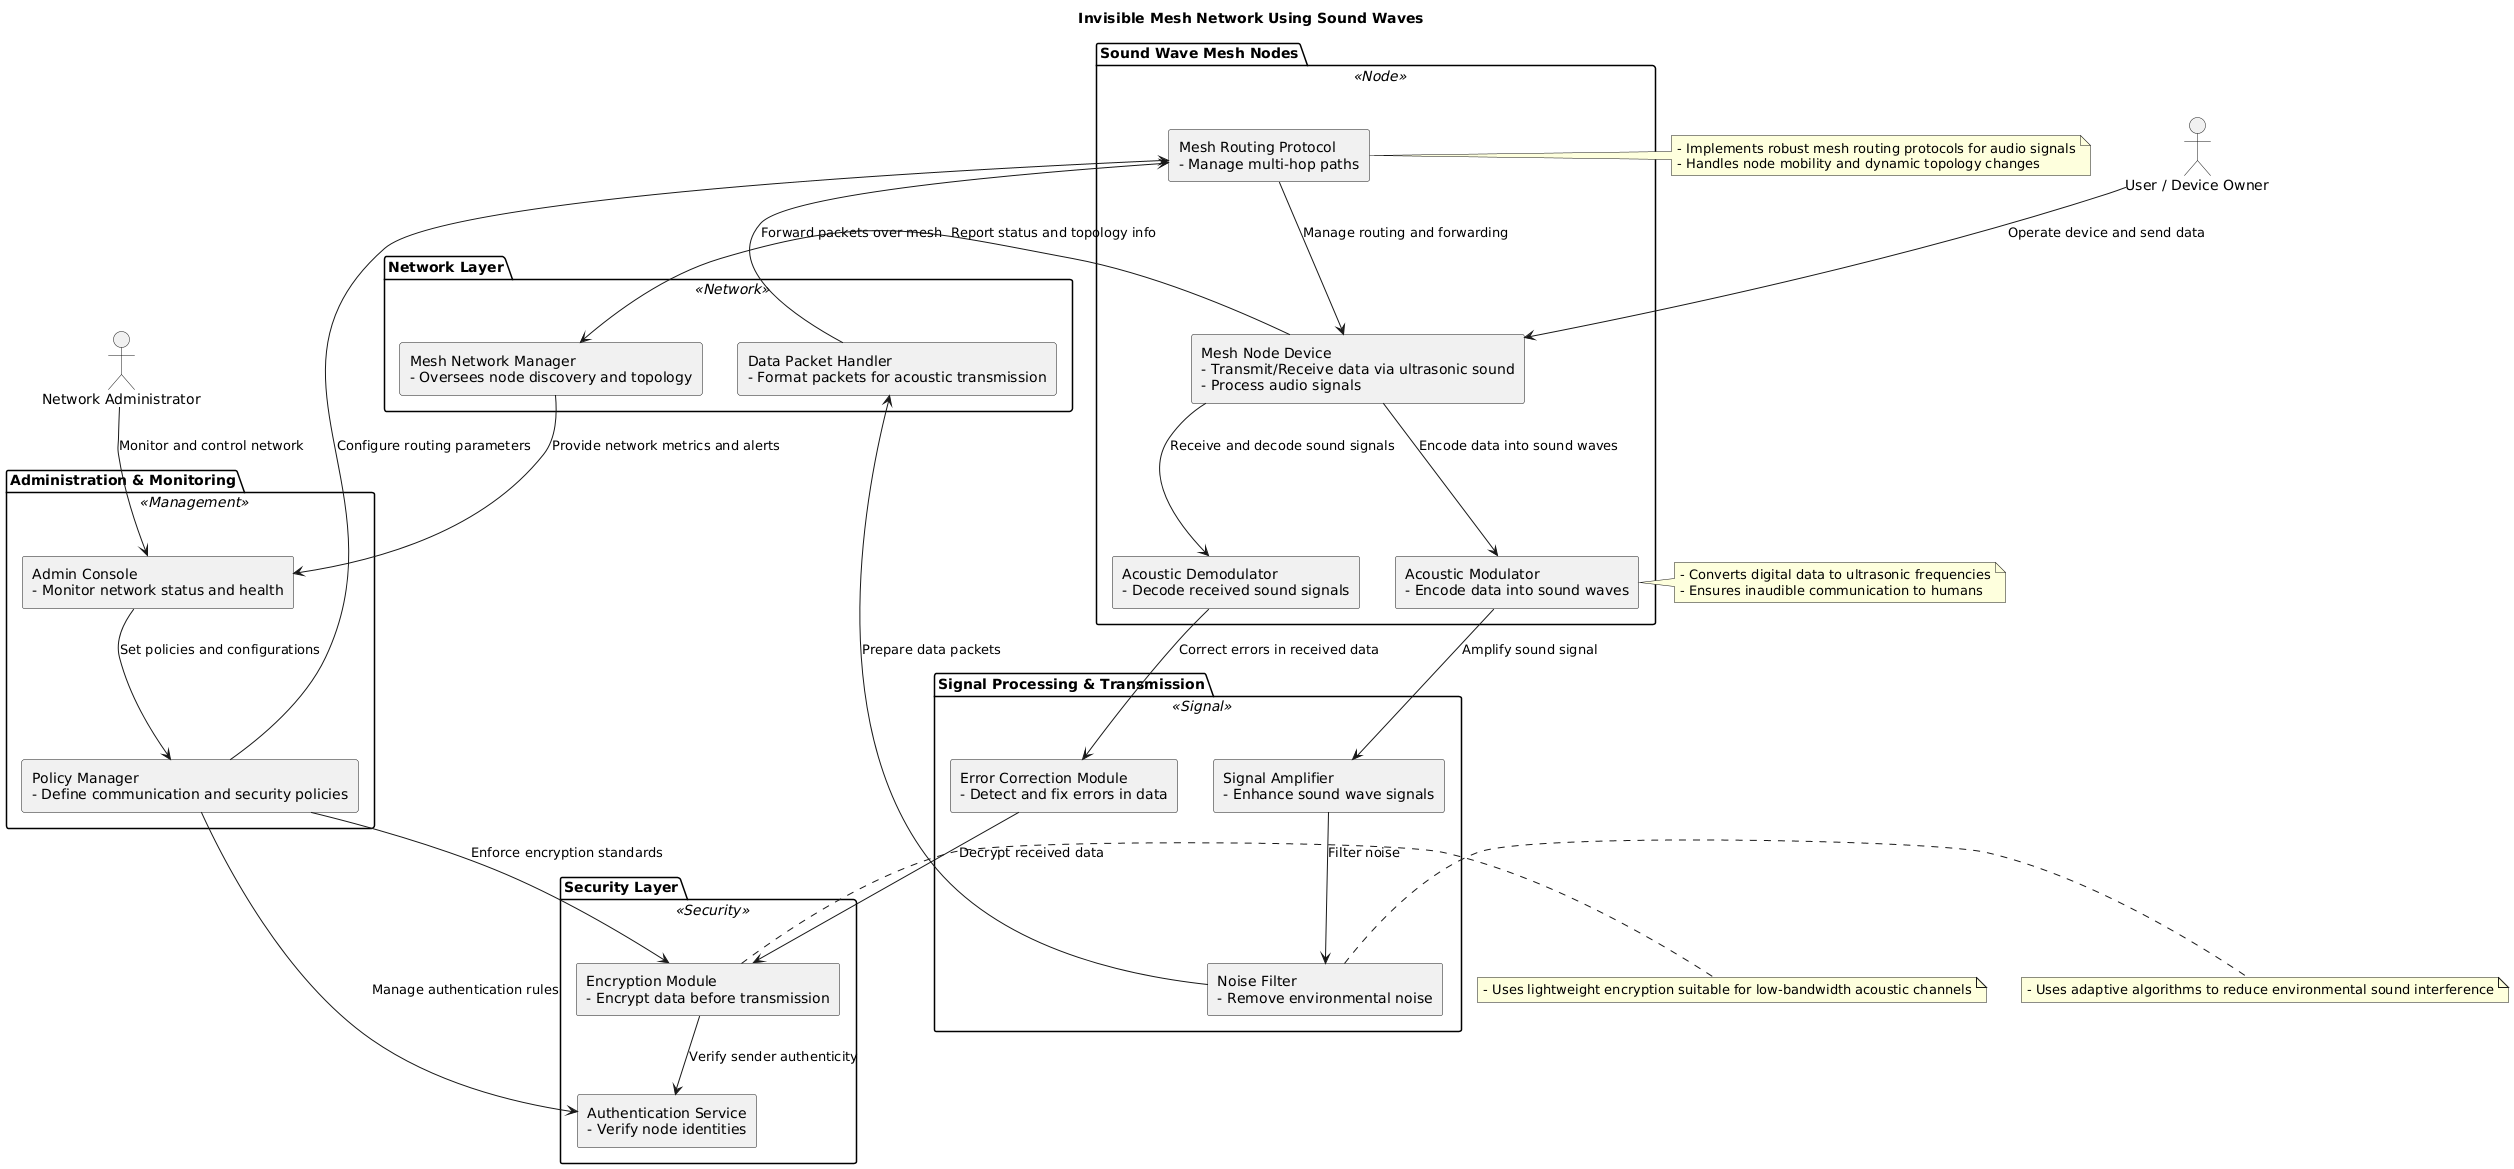 Invisible Mesh Network Using Sound Waves
Sound Wave Mesh Nodes
«Node»
Mesh Routing Protocol
- Manage multi-hop paths
- Implements robust mesh routing protocols for audio signals
- Handles node mobility and dynamic topology changes
User / Device Owner
Forward packets over mesh
Report status and topology info
Manage routing and forwarding
Operate device and send data
Network Layer
«Network»
Mesh Network Manager
- Oversees node discovery and topology
Data Packet Handler
- Format packets for acoustic transmission
Mesh Node Device
- Transmit/Receive data via ultrasonic sound
- Process audio signals
Network Administrator
Monitor and control network
Configure routing parameters
Provide network metrics and alerts
Receive and decode sound signals
Encode data into sound waves
Administration & Monitoring
«Management»
Admin Console
- Monitor network status and health
Acoustic Demodulator
- Decode received sound signals
Acoustic Modulator
- Encode data into sound waves
- Converts digital data to ultrasonic frequencies
- Ensures inaudible communication to humans
Set policies and configurations
Prepare data packets
Correct errors in received data
Amplify sound signal
Signal Processing & Transmission
«Signal»
Policy Manager
- Define communication and security policies
Error Correction Module
- Detect and fix errors in data
Signal Amplifier
- Enhance sound wave signals
Enforce encryption standards
Decrypt received data
Filter noise
Security Layer
«Security»
Manage authentication rules
Encryption Module
- Encrypt data before transmission
Noise Filter
- Remove environmental noise
- Uses lightweight encryption suitable for low-bandwidth acoustic channels
- Uses adaptive algorithms to reduce environmental sound interference
Verify sender authenticity
Authentication Service
- Verify node identities